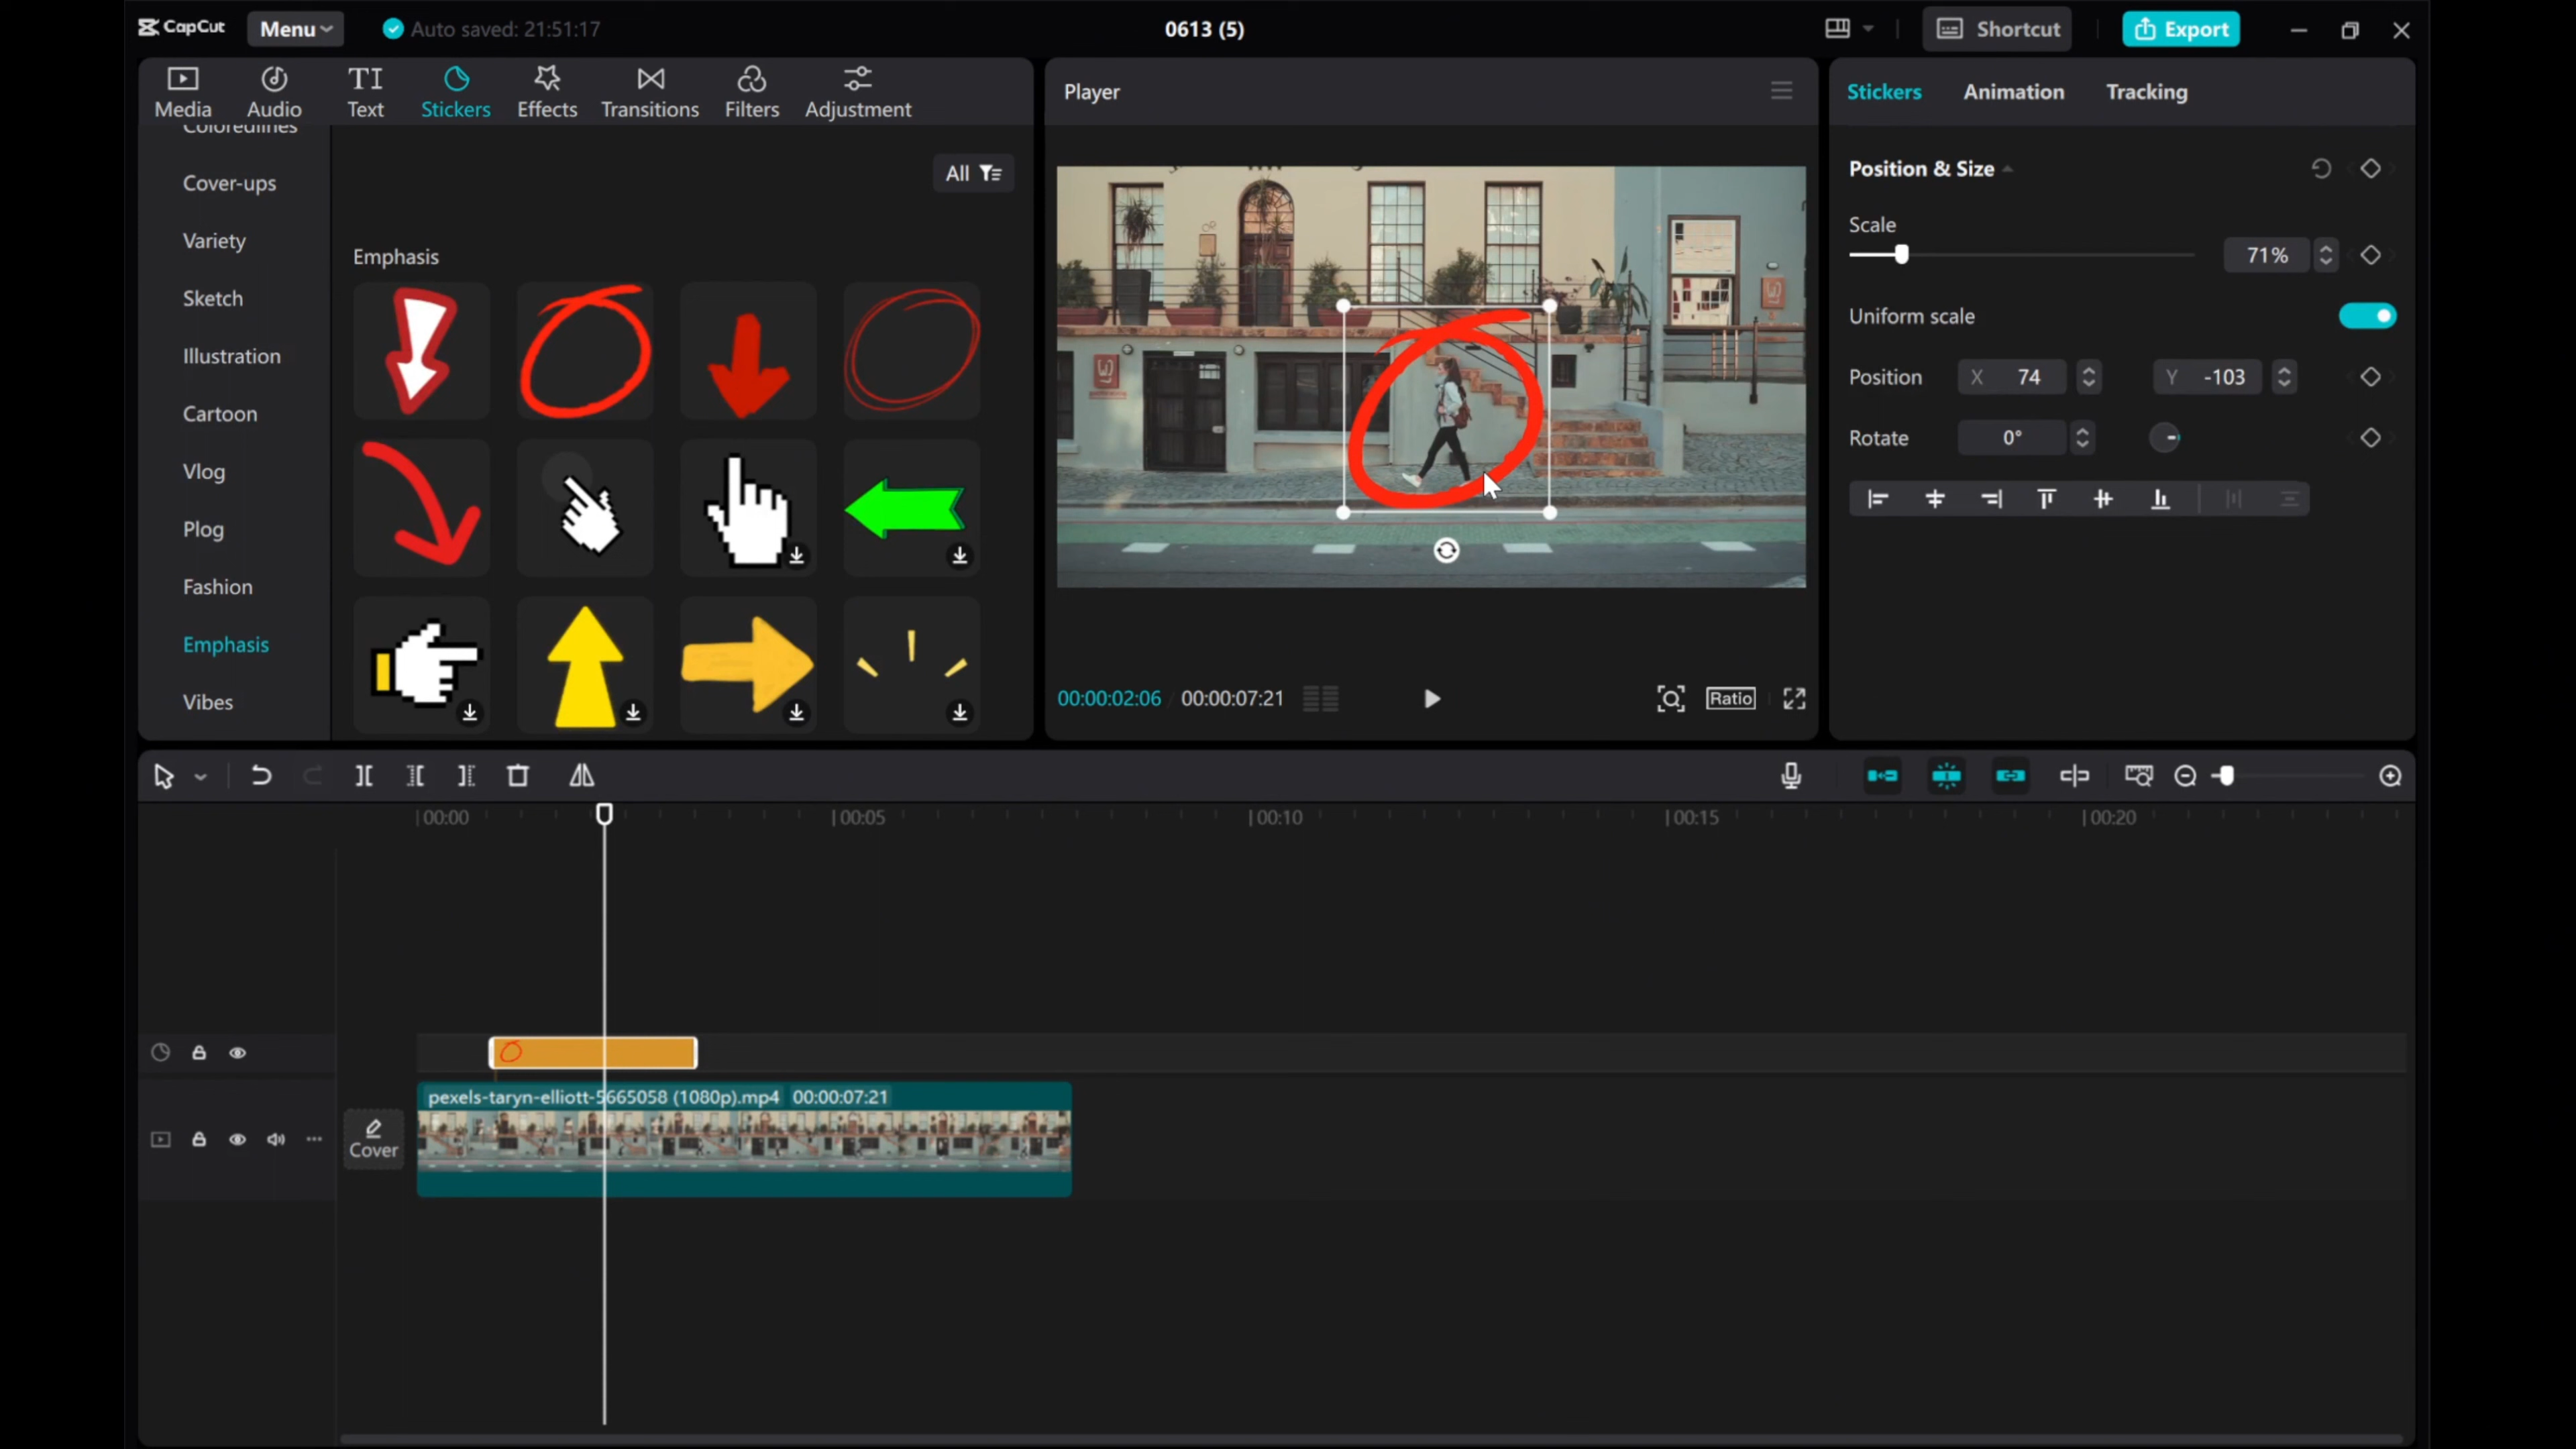 CapCut Menu Auto saved: 21:51:17 0613 (5) Shortcut Export
Media Audio Text Stickers Effects Transitions Filters Adjustment
Coloredlines
Cover-ups
Variety
Sketch
Illustration
Cartoon
Vlog
Plog
Fashion
Emphasis
Vibes
All
Emphasis
Player
00:00:02:06 00:00:07:21 Ratio
Stickers Animation Tracking
Position & Size
Scale 71%
Uniform scale
Position X 74 Y -103
Rotate 0°
00:00 00:05 00:10 00:15 00:20
pexels-taryn-elliott-5665058 (1080p).mp4 00:00:07:21
Cover